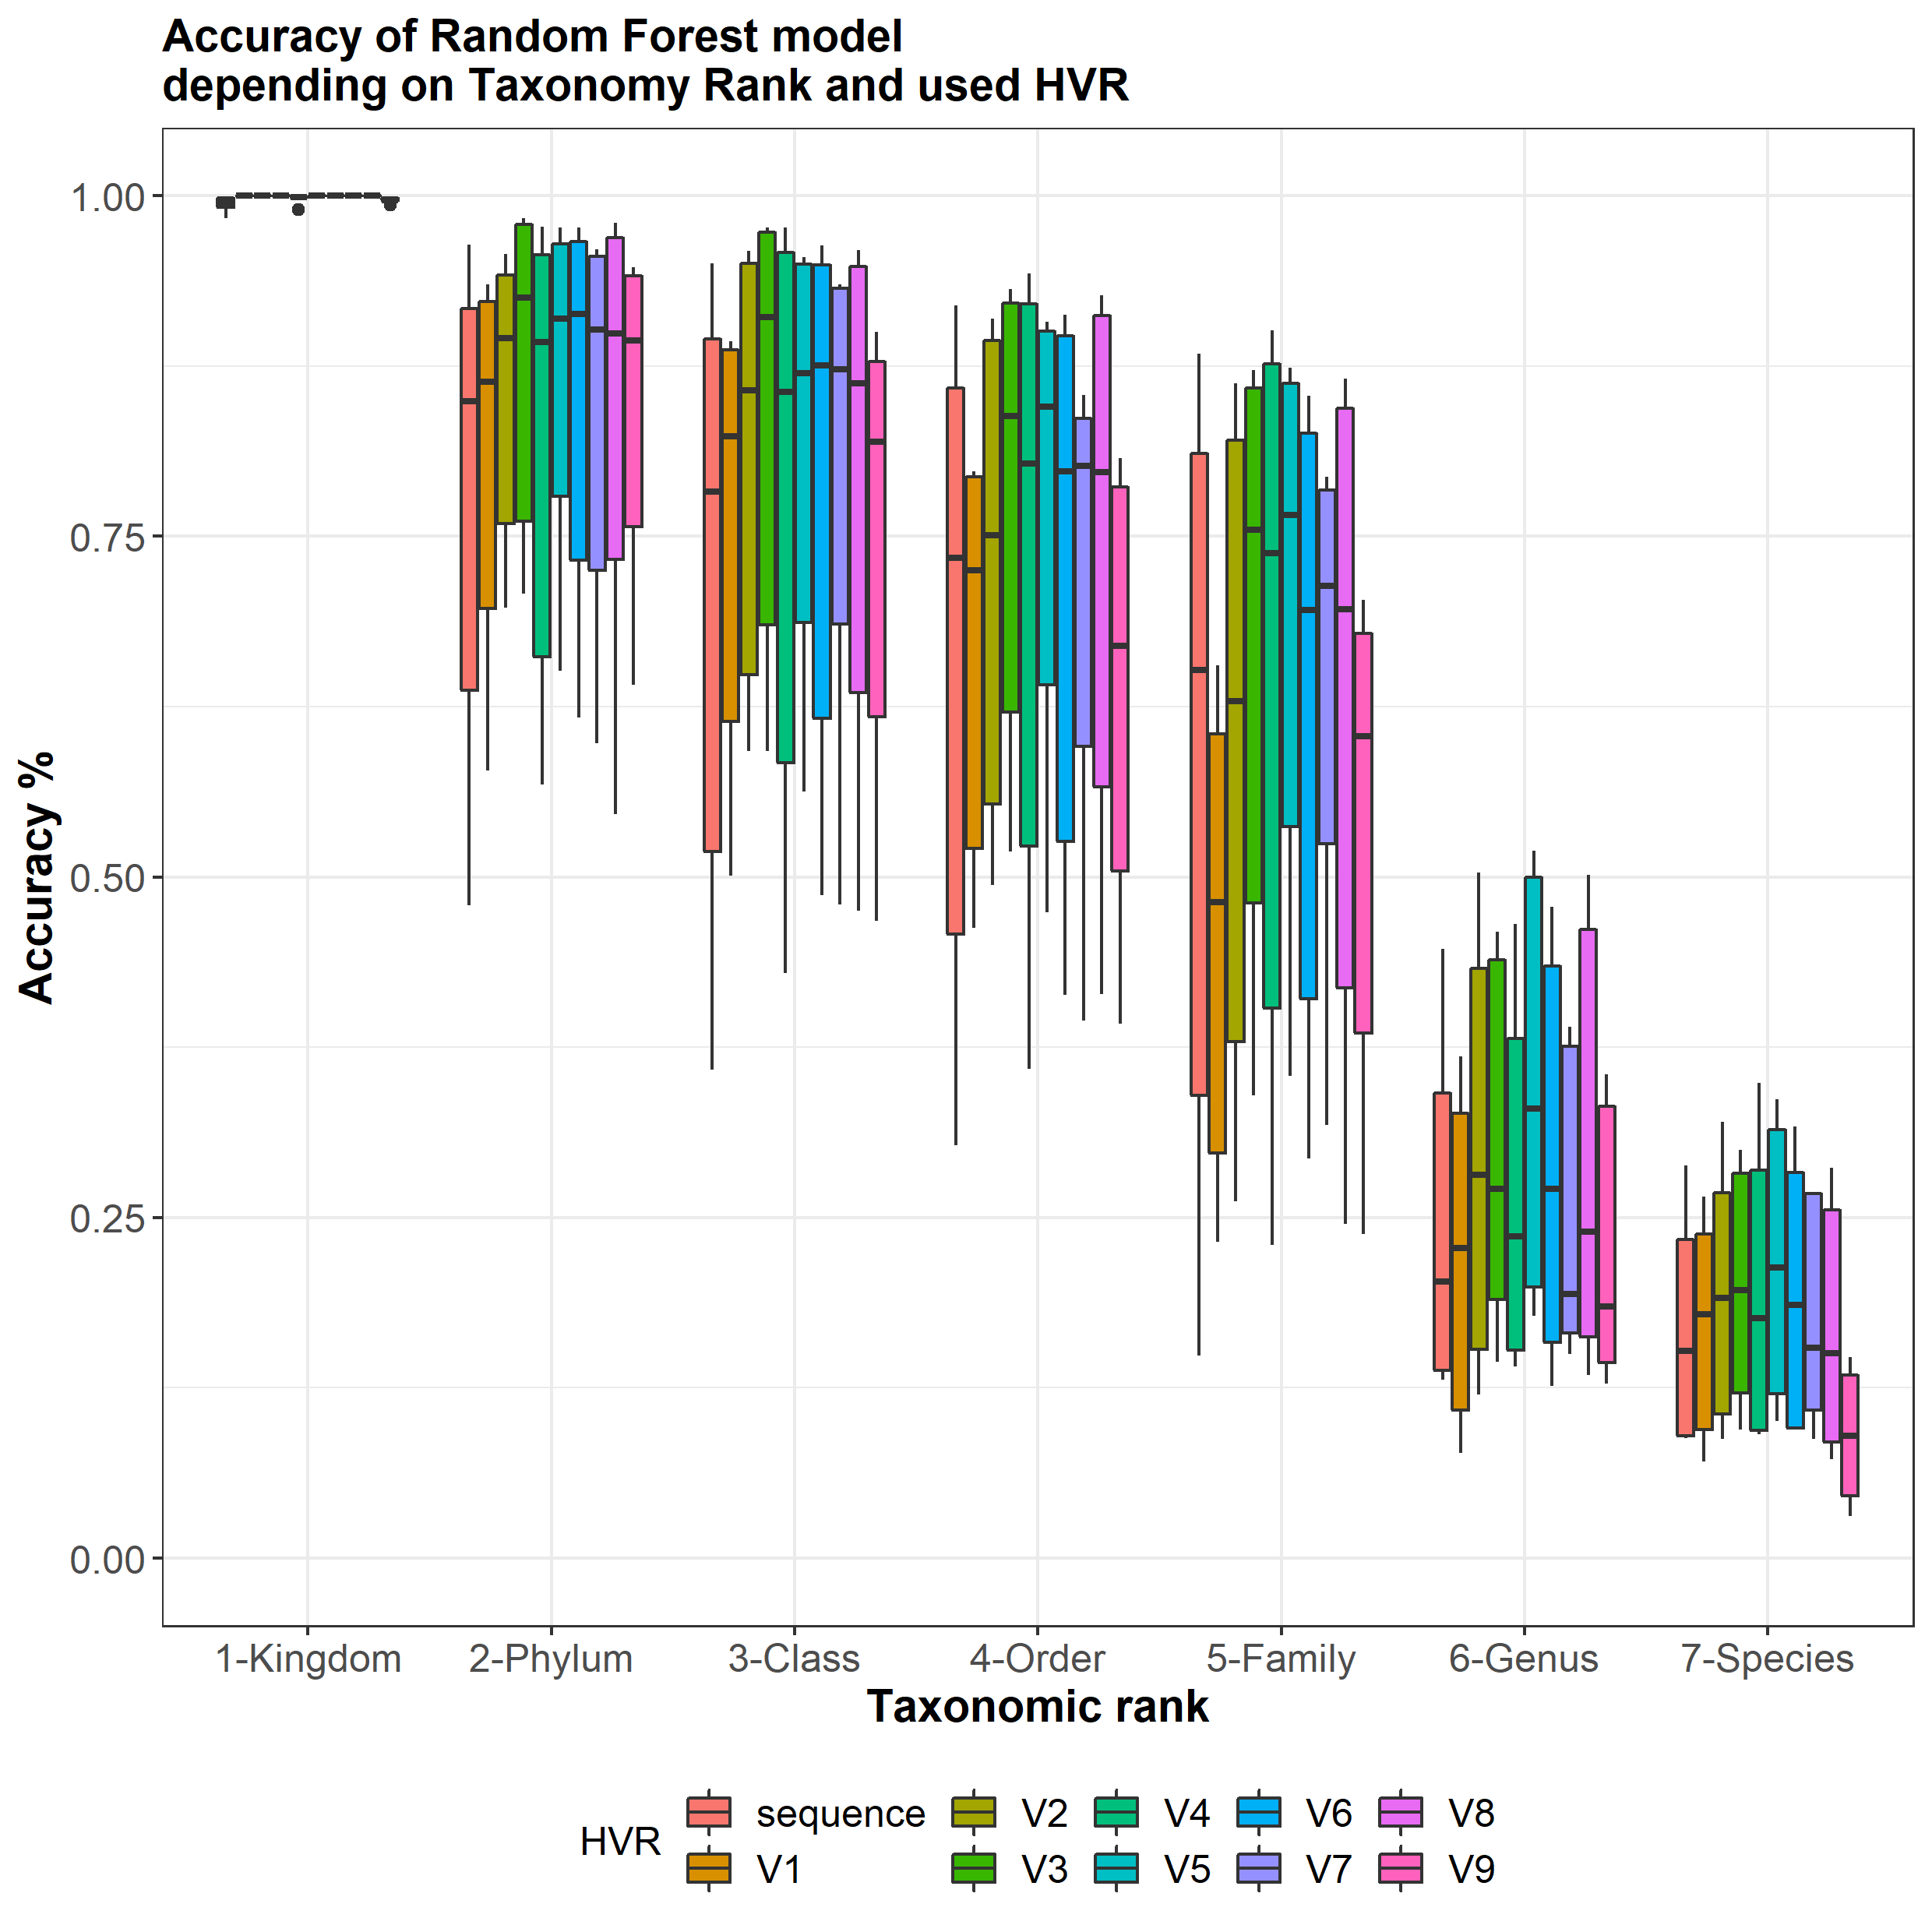 Accuracy of Random Forest model
depending on Taxonomy Rank and used HVR
Accuracy %
1.00
0.75
0.50
0.25
0.00
1-Kingdom 2-Phylum 3-Class 4-Order 5-Family 6-Genus 7-Species
Taxonomic rank
HVR
sequence V2 V4 V6 V8
V1 V3 V5 V7 V9